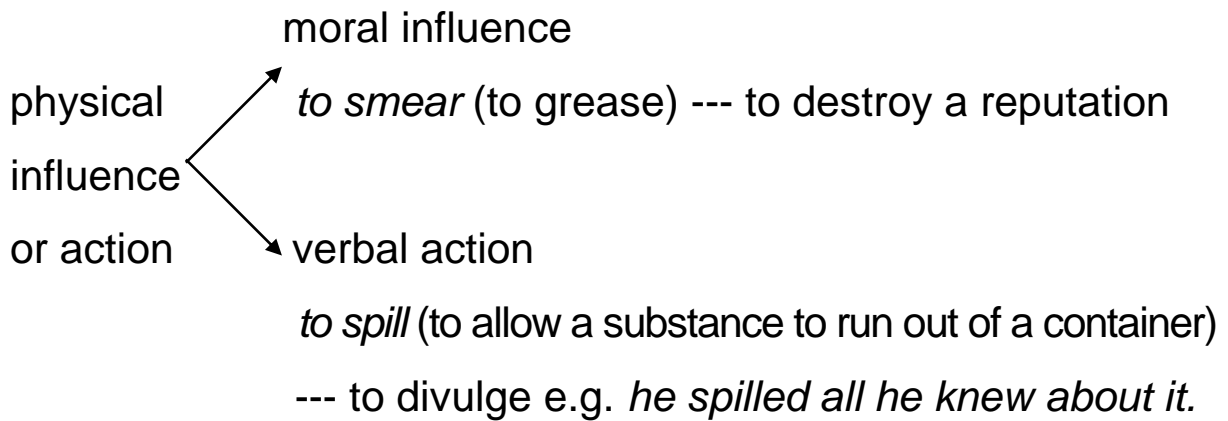 moral influence
physical to smear (to grease) --- to destroy a reputation
influence
or action verbal action
to spill (to allow a substance to run out of a container)
--- to divulge e.g. he spilled all he knew about it.